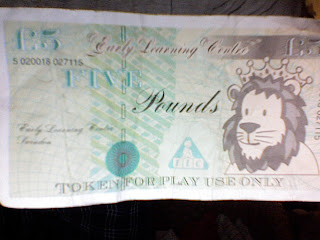 £5 Early Learning Centre £5
5 020018 027115
FIVE
Pounds
Early Learning Centre
Swindon
ELC
TOKEN FOR PLAY USE ONLY